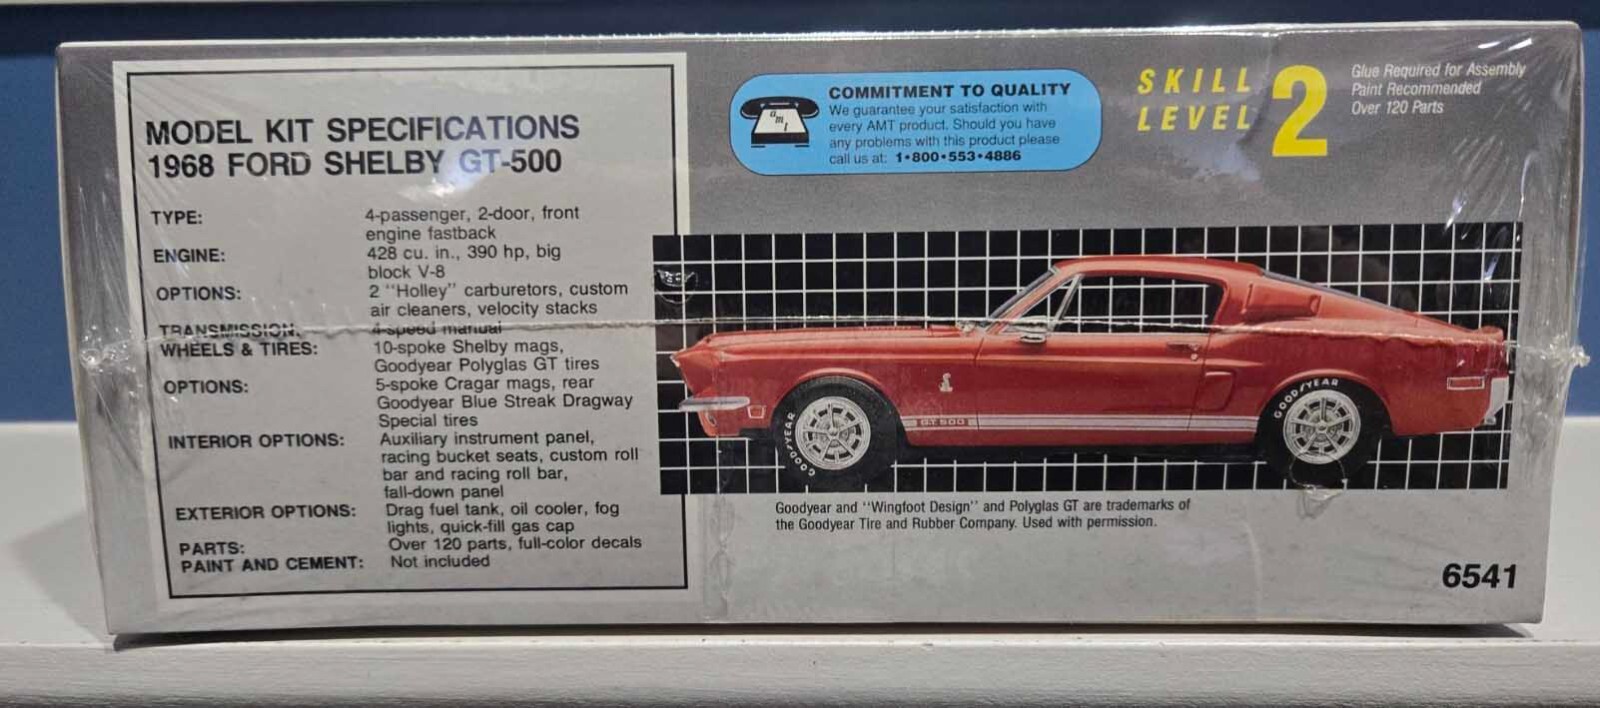 MODEL KIT SPECIFICATIONS
1968 FORD SHELBY GT-500
TYPE: 4-passenger, 2-door, front
engine fastback
ENGINE: 428 cu. in., 390 hp, big
block V-8
OPTIONS: 2 "Holley" carburetors, custom
air cleaners, velocity stacks
TRANSMISSION: 4-speed manual
WHEELS & TIRES: 10-spoke Shelby mags,
Goodyear Polyglas GT tires
OPTIONS: 5-spoke Cragar mags, rear
Goodyear Blue Streak Dragway
Special tires
INTERIOR OPTIONS: Auxiliary instrument panel,
racing bucket seats, custom roll
bar and racing roll bar,
fall-down panel
EXTERIOR OPTIONS: Drag fuel tank, oil cooler, fog
lights, quick-fill gas cap
PARTS: Over 120 parts, full-color decals
PAINT AND CEMENT: Not included
amt
COMMITMENT TO QUALITY
We guarantee your satisfaction with
every AMT product. Should you have
any problems with this product please
call us at: 1•800•553•4886
SKILL
LEVEL 2
Glue Required for Assembly
Paint Recommended
Over 120 Parts
GOODYEAR
GT 500
GOODYEAR
Goodyear and "Wingfoot Design" and Polyglas GT are trademarks of
the Goodyear Tire and Rubber Company. Used with permission.
6541